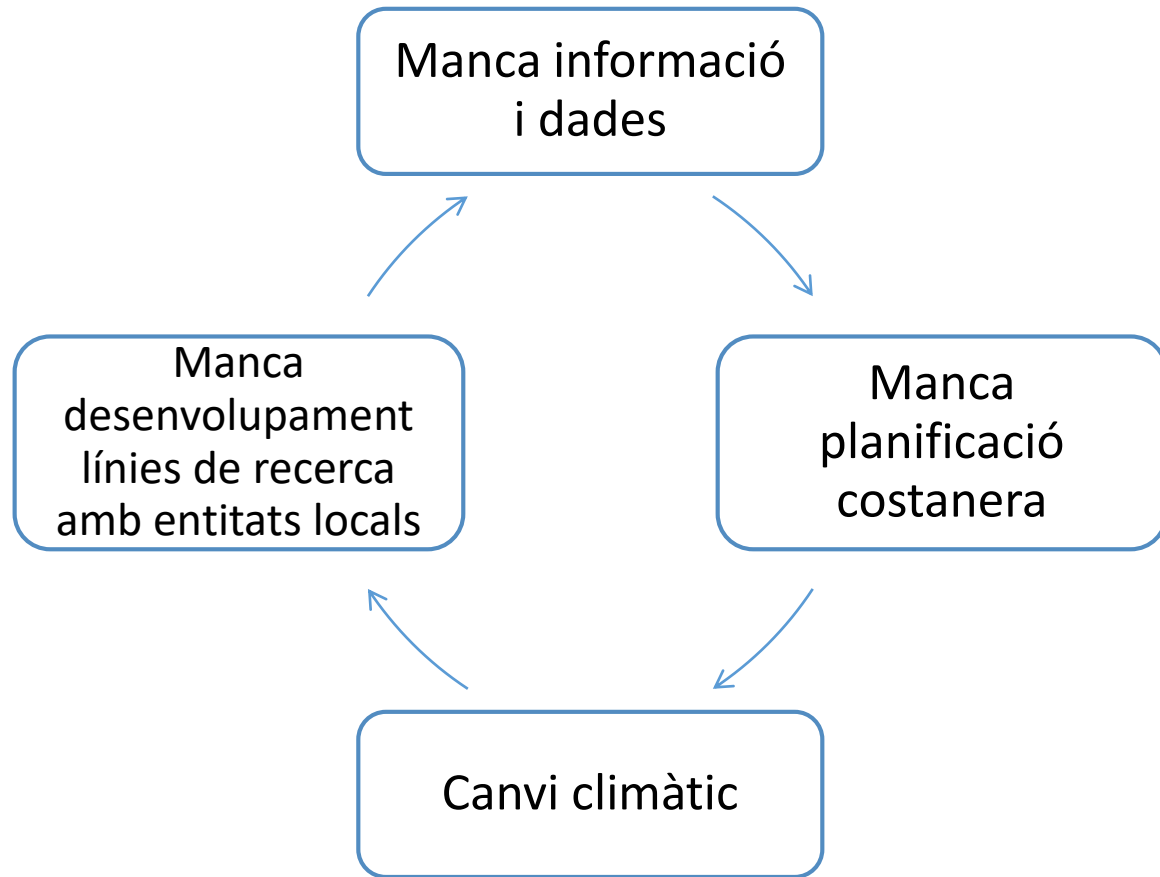 Manca informació
i dades
Manca
desenvolupament
línies de recerca
amb entitats locals
Manca
planificació
costanera
Canvi climàtic